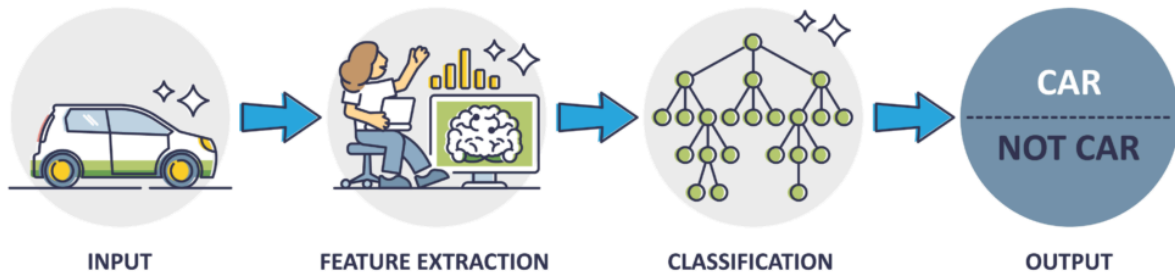 CAR
NOT CAR
INPUT
FEATURE EXTRACTION
CLASSIFICATION
OUTPUT